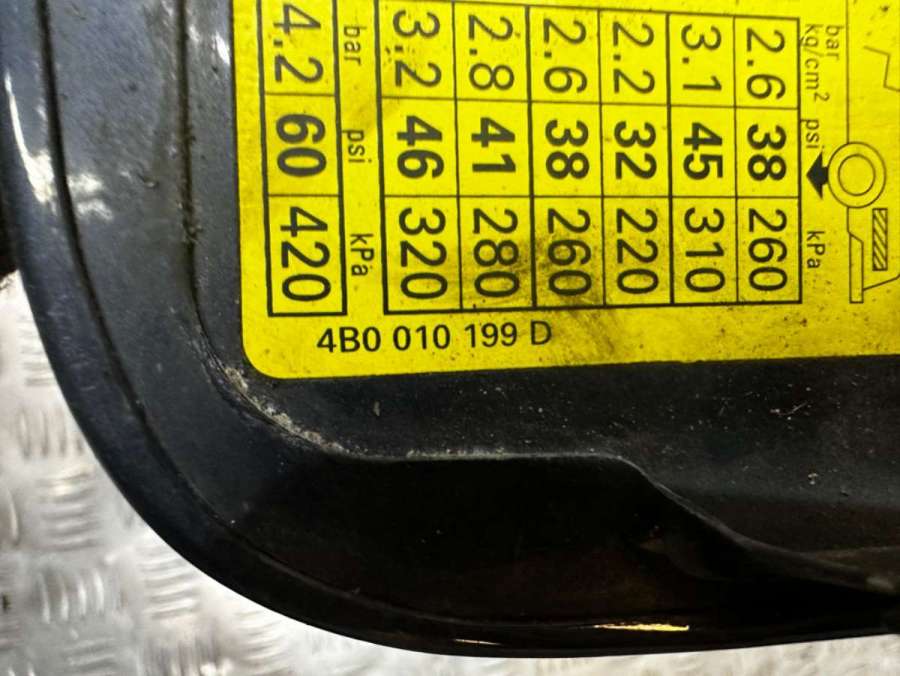 bar
kg/cm² psi kPa
2.6 38 260
3.1 45 310
2.2 32 220
2.6 38 260
2.8 41 280
3.2 46 320
bar psi kPa
4.2 60 420
4B0 010 199 D